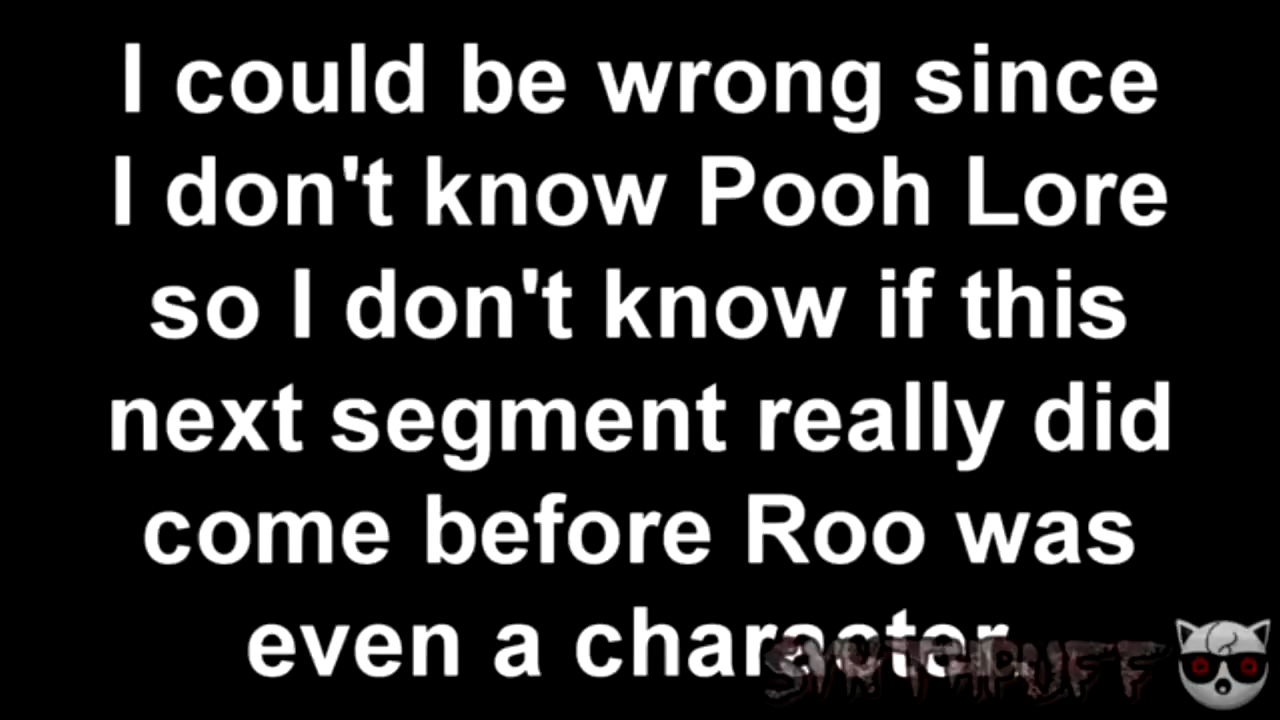 I could be wrong since
I don't know Pooh Lore
so I don't know if this
next segment really did
come before Roo was
even a character.
SYNTHPUFF